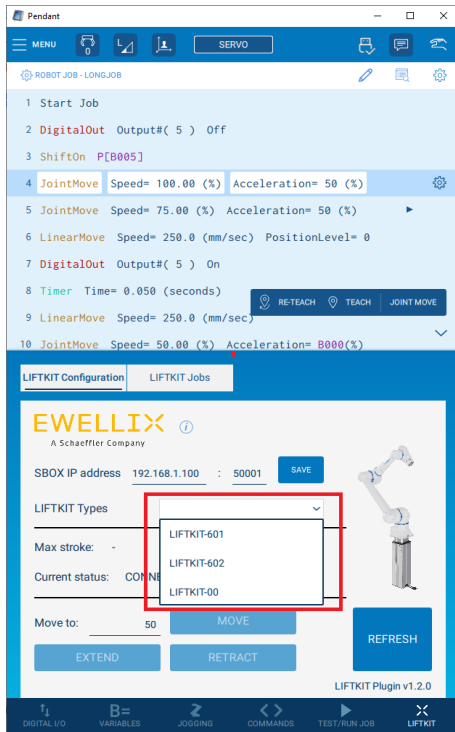 Pendant
MENU 0 SERVO
ROBOT JOB - LONGJOB
1 Start Job
2 DigitalOut Output#( 5 ) Off
3 ShiftOn P[B005]
4 JointMove Speed= 100.00 (%) Acceleration= 50 (%)
5 JointMove Speed= 75.00 (%) Acceleration= 50 (%)
6 LinearMove Speed= 250.0 (mm/sec) PositionLevel= 0
7 DigitalOut Output#( 5 ) On
8 Timer Time= 0.050 (seconds)
RE-TEACH TEACH JOINT MOVE
9 LinearMove Speed= 250.0 (mm/sec)
10 JointMove Speed= 50.00 (%) Acceleration= B000(%)
LIFTKIT Configuration LIFTKIT Jobs
EWELLIX i
A Schaeffler Company
SBOX IP address 192.168.1.100 : 50001 SAVE
LIFTKIT Types
LIFTKIT-601
Max stroke: -
LIFTKIT-602
Current status: CONNE
LIFTKIT-00
Move to: 50 MOVE
REFRESH
EXTEND RETRACT
LIFTKIT Plugin v1.2.0
DIGITAL I/O VARIABLES JOGGING COMMANDS TEST/RUN JOB LIFTKIT